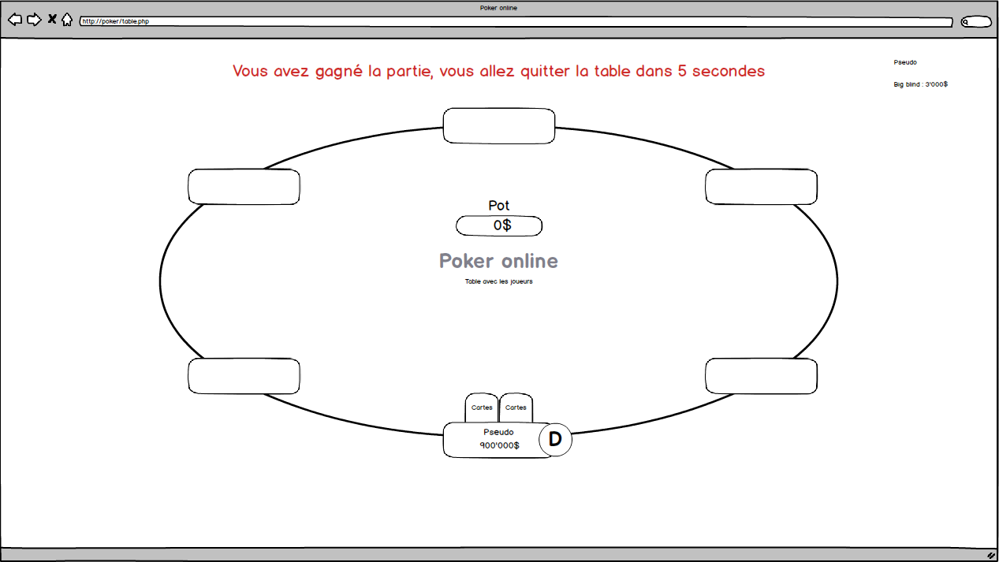 Poker online
http://poker/table.php
Vous avez gagné la partie, vous allez quitter la table dans 5 secondes
Pseudo
Big blind : 3'000$
Pot
0$
Poker online
Table avec les joueurs
Cartes Cartes
Pseudo
900'000$
D